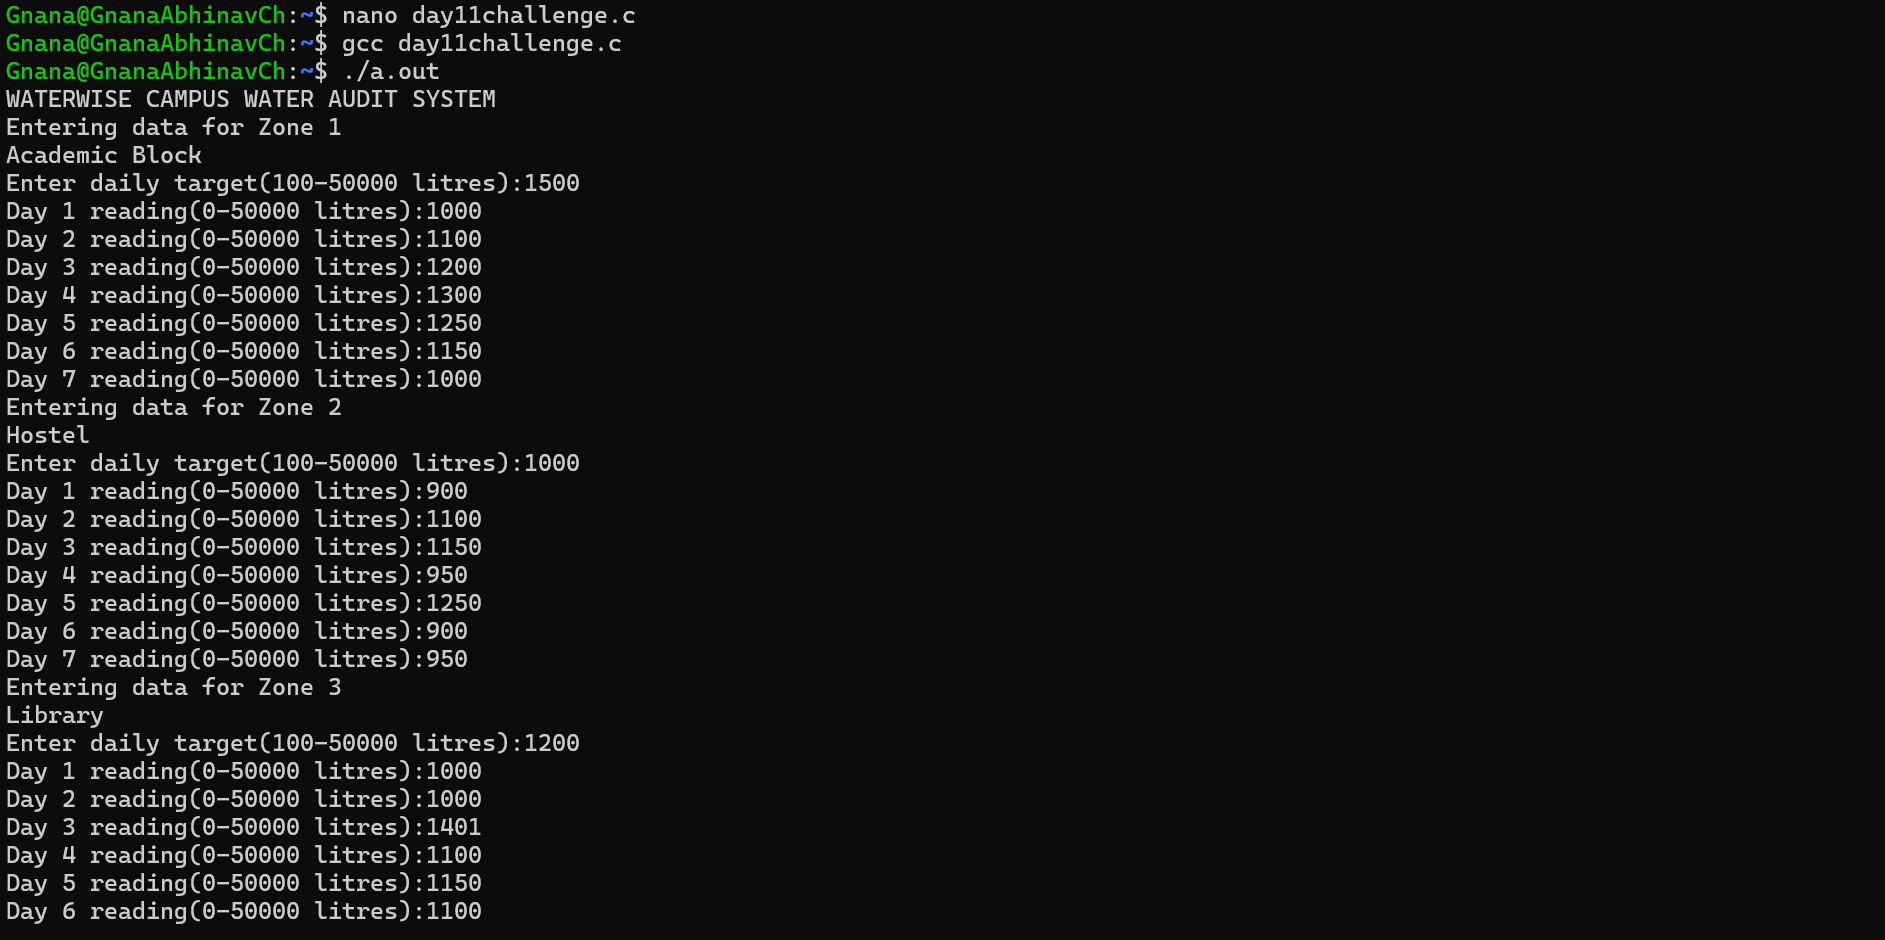 Gnana@GnanaAbhinavCh:~$ nano day11challenge.c
Gnana@GnanaAbhinavCh:~$ gcc day11challenge.c
Gnana@GnanaAbhinavCh:~$ ./a.out
WATERWISE CAMPUS WATER AUDIT SYSTEM
Entering data for Zone 1
Academic Block
Enter daily target(100-50000 litres):1500
Day 1 reading(0-50000 litres):1000
Day 2 reading(0-50000 litres):1100
Day 3 reading(0-50000 litres):1200
Day 4 reading(0-50000 litres):1300
Day 5 reading(0-50000 litres):1250
Day 6 reading(0-50000 litres):1150
Day 7 reading(0-50000 litres):1000
Entering data for Zone 2
Hostel
Enter daily target(100-50000 litres):1000
Day 1 reading(0-50000 litres):900
Day 2 reading(0-50000 litres):1100
Day 3 reading(0-50000 litres):1150
Day 4 reading(0-50000 litres):950
Day 5 reading(0-50000 litres):1250
Day 6 reading(0-50000 litres):900
Day 7 reading(0-50000 litres):950
Entering data for Zone 3
Library
Enter daily target(100-50000 litres):1200
Day 1 reading(0-50000 litres):1000
Day 2 reading(0-50000 litres):1000
Day 3 reading(0-50000 litres):1401
Day 4 reading(0-50000 litres):1100
Day 5 reading(0-50000 litres):1150
Day 6 reading(0-50000 litres):1100